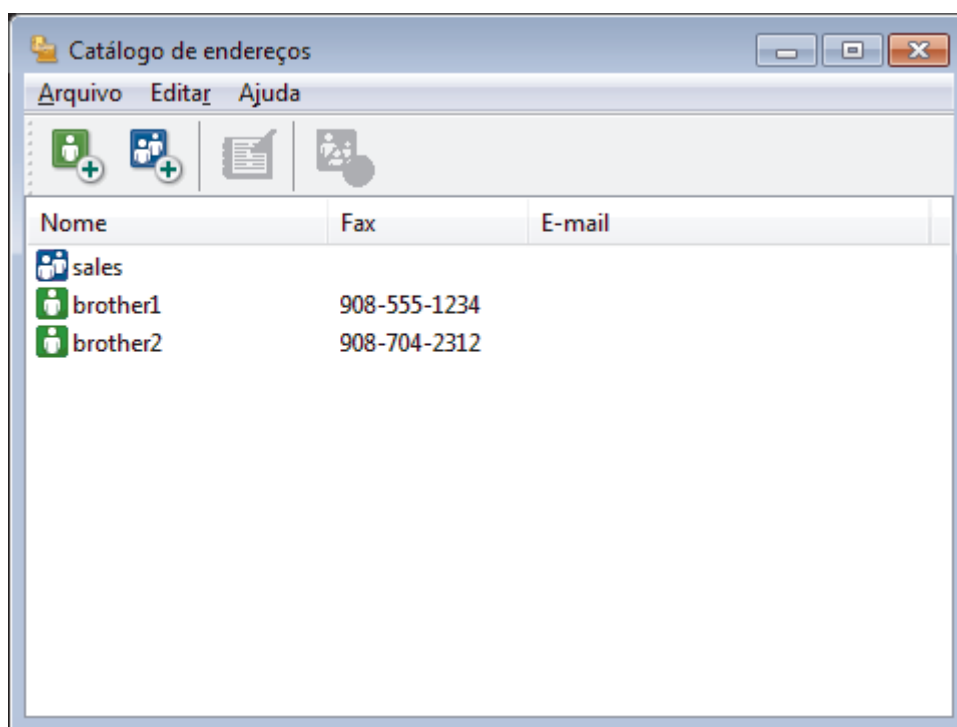 Catálogo de endereços
Arquivo Editar Ajuda
Nome Fax E-mail
sales
brother1 908-555-1234
brother2 908-704-2312